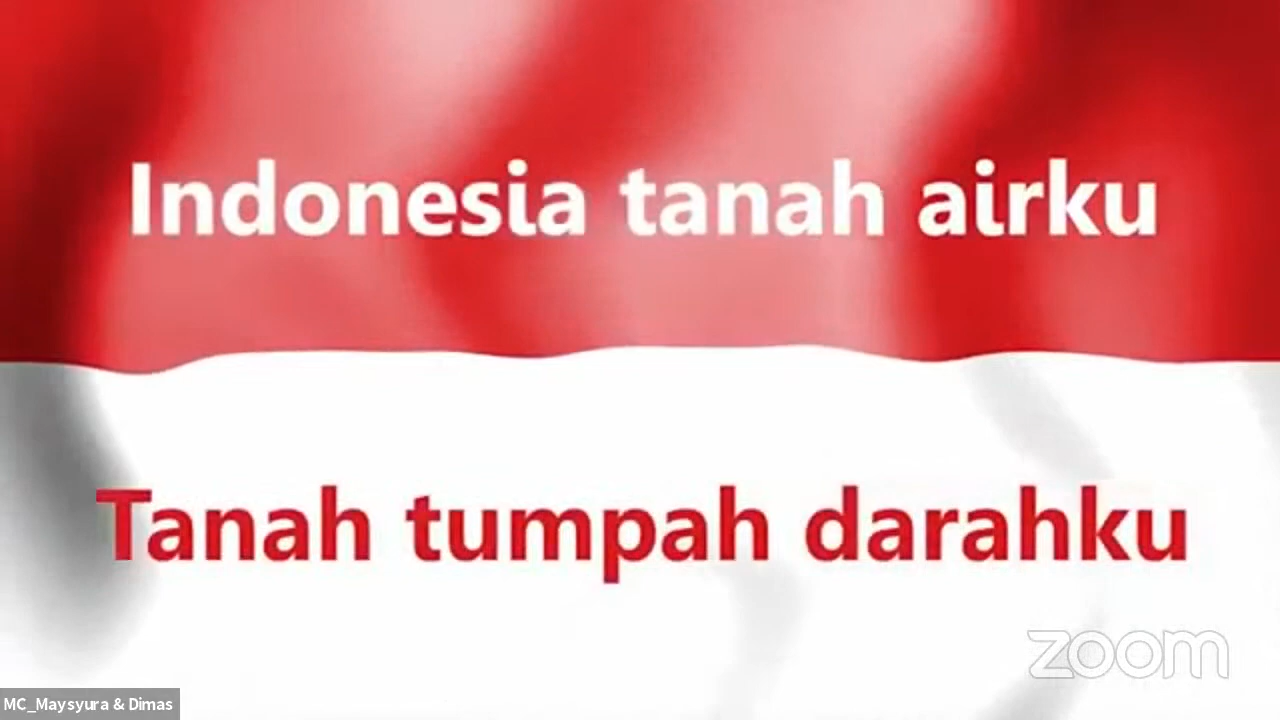 Indonesia tanah airku
Tanah tumpah darahku
zoom
MC_Maysyura & Dimas